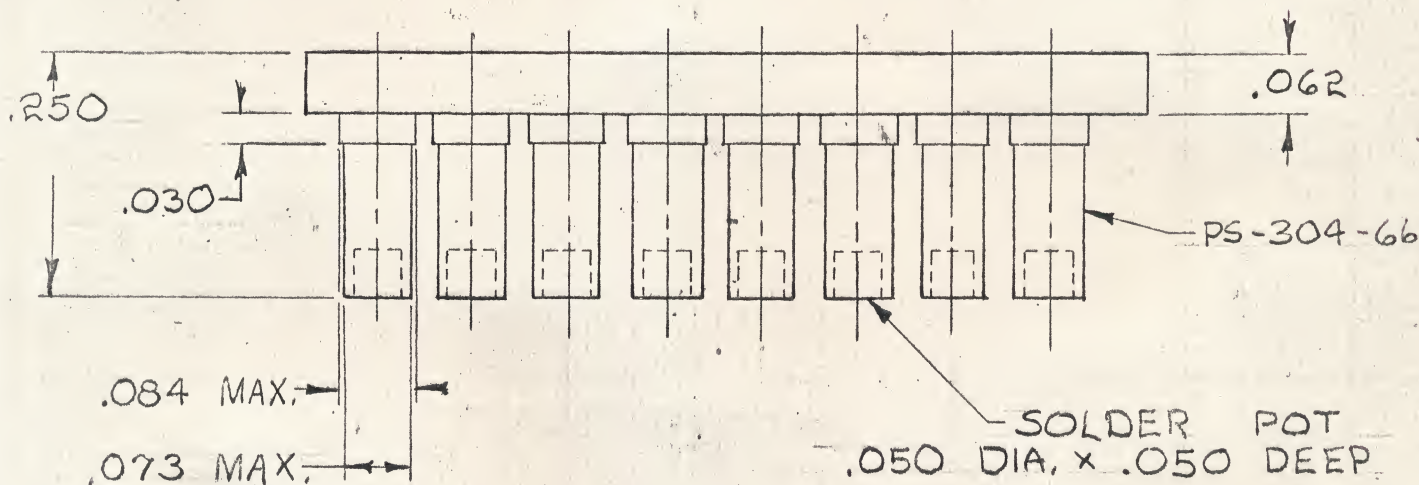 .250
.062
.030
PS-304-66
.084 MAX.
.073 MAX.
SOLDER POT
.050 DIA. X .050 DEEP